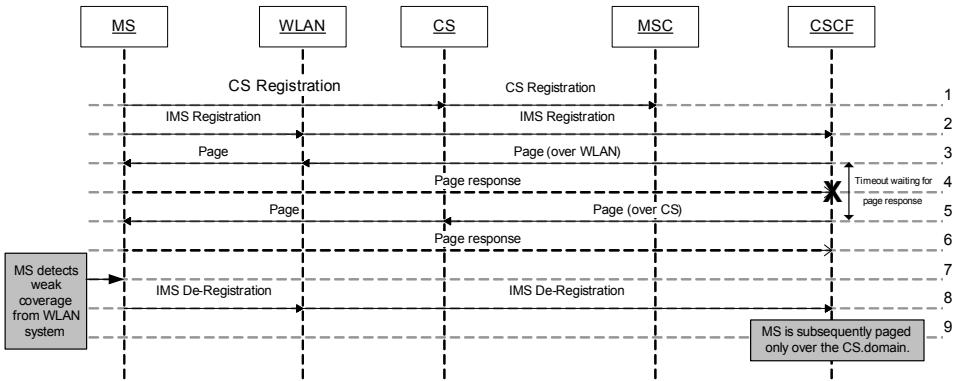 MS WLAN CS MSC CSCF
CS Registration CS Registration
1
IMS Registration IMS Registration
2
Page Page (over WLAN)
3
Page response
4
Timeout waiting for
page response
Page Page (over CS)
5
Page response
6
MS detects
weak
coverage
from WLAN
system
7
IMS De-Registration IMS De-Registration
8
MS is subsequently paged
only over the CS.domain.
9